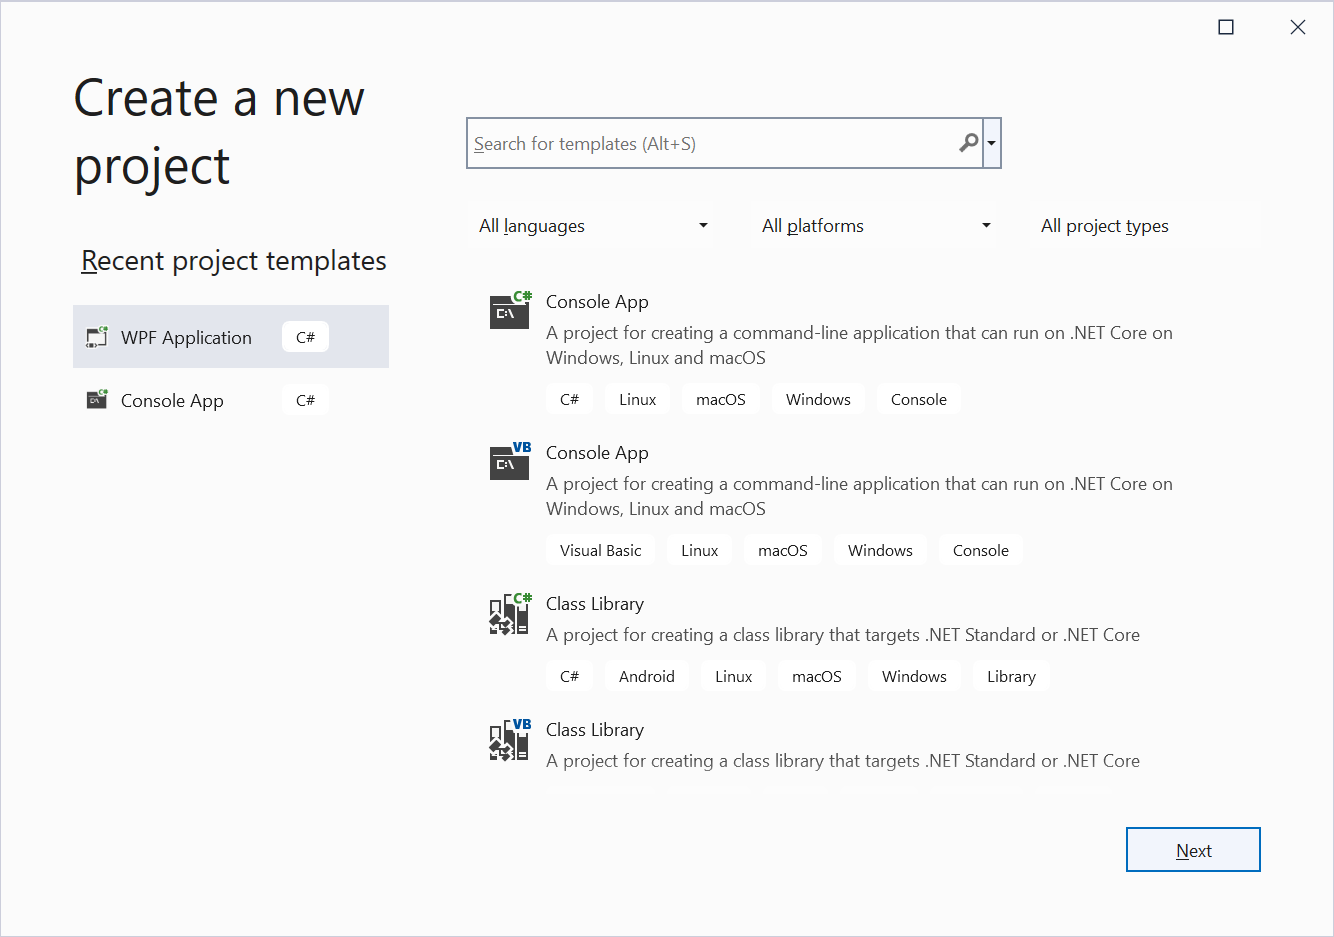 Create a new
project
Search for templates (Alt+S)
All languages
All platforms
All project types
Recent project templates
WPF Application C#
Console App C#
C#
C:\
Console App
A project for creating a command-line application that can run on .NET Core on
Windows, Linux and macOS
C# Linux macOS Windows Console
VB
C:\
Console App
A project for creating a command-line application that can run on .NET Core on
Windows, Linux and macOS
Visual Basic Linux macOS Windows Console
C#
Class Library
A project for creating a class library that targets .NET Standard or .NET Core
C# Android Linux macOS Windows Library
VB
Class Library
A project for creating a class library that targets .NET Standard or .NET Core
Next